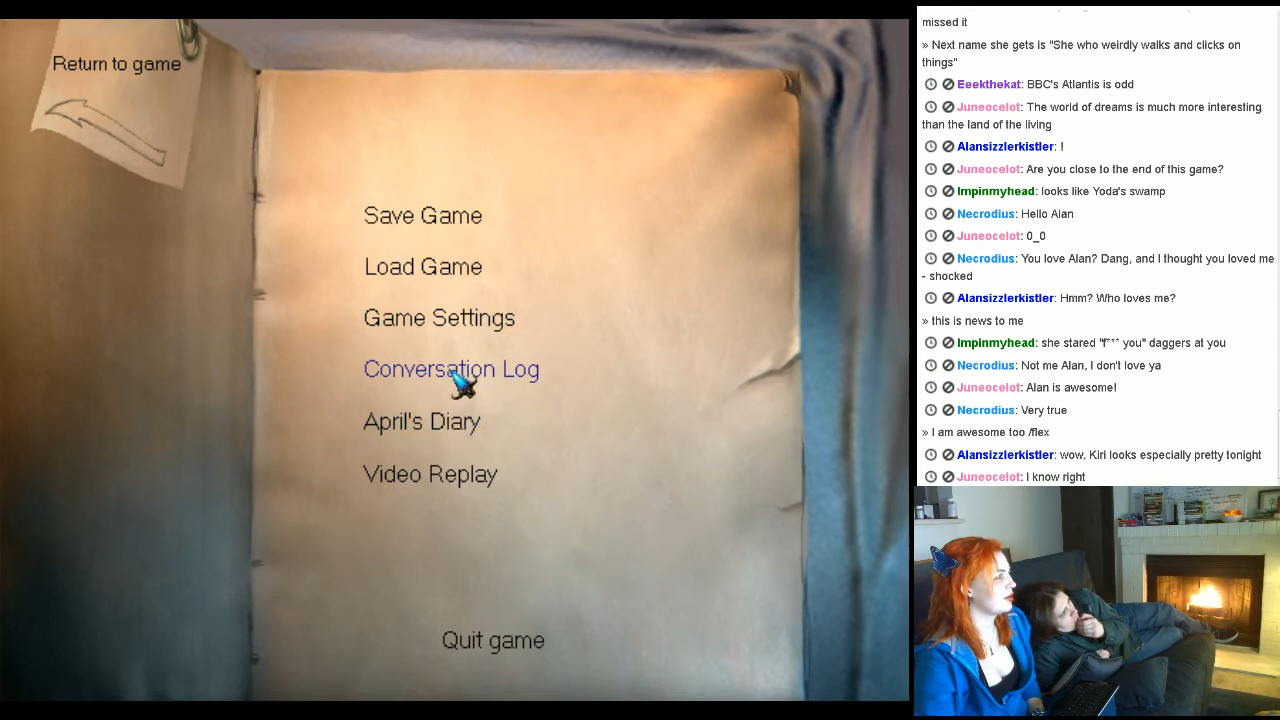 Return to game
Save Game
Load Game
Game Settings
Conversation Log
April's Diary
Video Replay
Quit game
missed it
» Next name she gets is "She who weirdly walks and clicks on
things"
Eeekthekat: BBC's Atlantis is odd
Juneocelot: The world of dreams is much more interesting
than the land of the living
Alansizzlerkistler: !
Juneocelot: Are you close to the end of this game?
Impinmyhead: looks like Yoda's swamp
Necrodius: Hello Alan
Juneocelot: 0_0
Necrodius: You love Alan? Dang, and I thought you loved me
- shocked
Alansizzlerkistler: Hmm? Who loves me?
» this is news to me
Impinmyhead: she stared "f*** you" daggers at you
Necrodius: Not me Alan, I don't love ya
Juneocelot: Alan is awesome!
Necrodius: Very true
» I am awesome too /flex
Alansizzlerkistler: wow, Kiri looks especially pretty tonight
Juneocelot: I know right